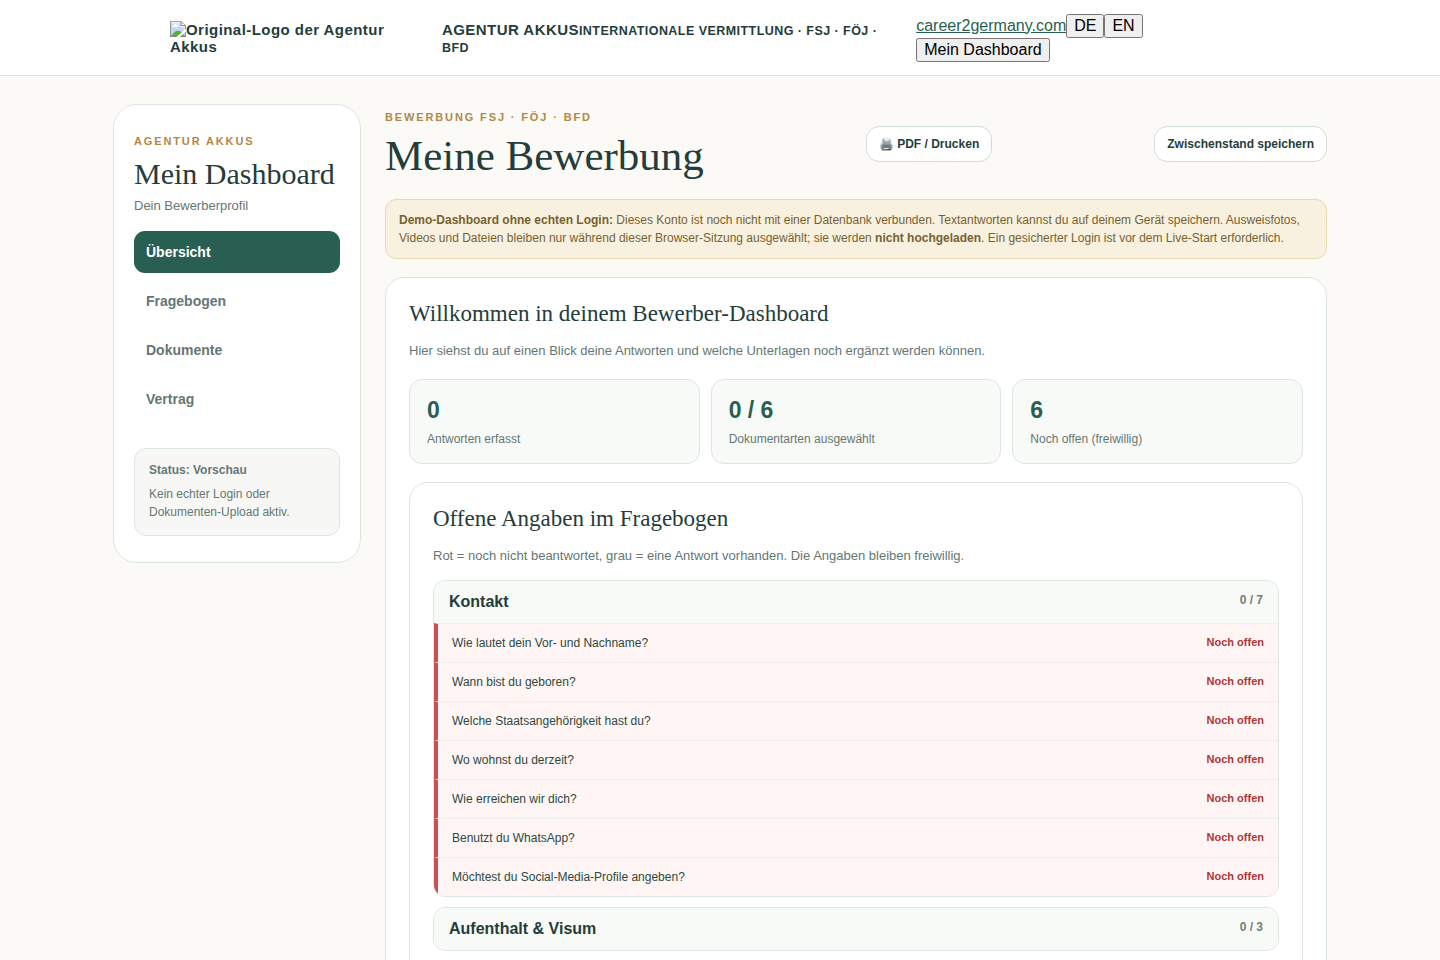 Original-Logo der Agentur
Akkus
AGENTUR AKKUSINTERNATIONALE VERMITTLUNG · FSJ · FÖJ ·
BFD
career2germany.com DE EN
Mein Dashboard
AGENTUR AKKUS
Mein Dashboard
Dein Bewerberprofil
Übersicht
Fragebogen
Dokumente
Vertrag
Status: Vorschau
Kein echter Login oder
Dokumenten-Upload aktiv.
BEWERBUNG FSJ · FÖJ · BFD
Meine Bewerbung
PDF / Drucken
Zwischenstand speichern
Demo-Dashboard ohne echten Login: Dieses Konto ist noch nicht mit einer Datenbank verbunden. Textantworten kannst du auf deinem Gerät speichern. Ausweisfotos,
Videos und Dateien bleiben nur während dieser Browser-Sitzung ausgewählt; sie werden nicht hochgeladen. Ein gesicherter Login ist vor dem Live-Start erforderlich.
Willkommen in deinem Bewerber-Dashboard
Hier siehst du auf einen Blick deine Antworten und welche Unterlagen noch ergänzt werden können.
0
Antworten erfasst
0 / 6
Dokumentarten ausgewählt
6
Noch offen (freiwillig)
Offene Angaben im Fragebogen
Rot = noch nicht beantwortet, grau = eine Antwort vorhanden. Die Angaben bleiben freiwillig.
Kontakt 0 / 7
Wie lautet dein Vor- und Nachname? Noch offen
Wann bist du geboren? Noch offen
Welche Staatsangehörigkeit hast du? Noch offen
Wo wohnst du derzeit? Noch offen
Wie erreichen wir dich? Noch offen
Benutzt du WhatsApp? Noch offen
Möchtest du Social-Media-Profile angeben? Noch offen
Aufenthalt & Visum 0 / 3